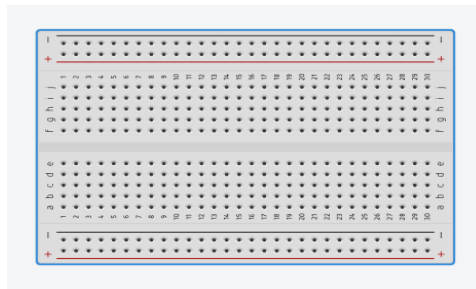 − −
+ +
1 2 3 4 5 6 7 8 9 10 11 12 13 14 15 16 17 18 19 20 21 22 23 24 25 26 27 28 29 30
j j
i i
h h
g g
f f
e e
d d
c c
b b
a a
1 2 3 4 5 6 7 8 9 10 11 12 13 14 15 16 17 18 19 20 21 22 23 24 25 26 27 28 29 30
− −
+ +